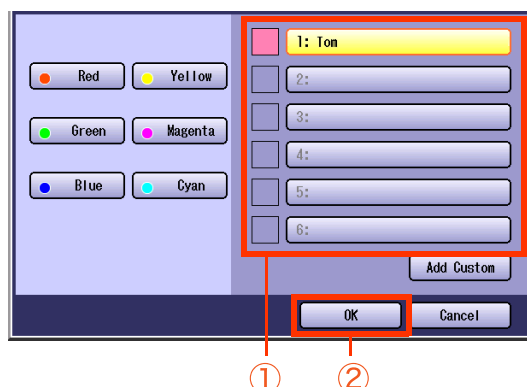 Red Yellow
Green Magenta
Blue Cyan
1: Tom
2:
3:
4:
5:
6:
Add Custom
OK Cancel
① ②